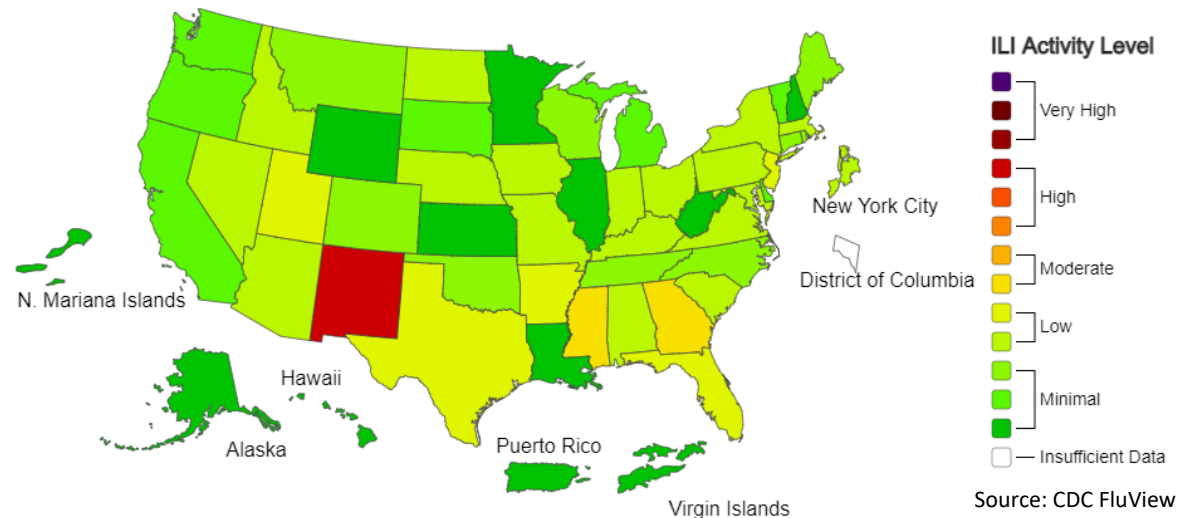 ILI Activity Level
Very High
High
Moderate
Low
Minimal
Insufficient Data
New York City
District of Columbia
N. Mariana Islands
Hawaii
Alaska
Puerto Rico
Virgin Islands
Source: CDC FluView